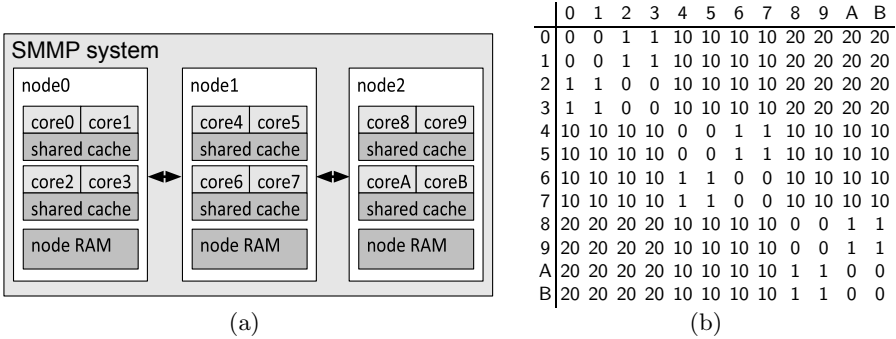 SMMP system
node0 node1 node2
core0 core1 core4 core5 core8 core9
shared cache shared cache shared cache
core2 core3 core6 core7 coreA coreB
shared cache shared cache shared cache
node RAM node RAM node RAM
(a)
0 1 2 3 4 5 6 7 8 9 A B
0 0 0 1 1 10 10 10 10 20 20 20 20
1 0 0 1 1 10 10 10 10 20 20 20 20
2 1 1 0 0 10 10 10 10 20 20 20 20
3 1 1 0 0 10 10 10 10 20 20 20 20
4 10 10 10 10 0 0 1 1 10 10 10 10
5 10 10 10 10 0 0 1 1 10 10 10 10
6 10 10 10 10 1 1 0 0 10 10 10 10
7 10 10 10 10 1 1 0 0 10 10 10 10
8 20 20 20 20 10 10 10 10 0 0 1 1
9 20 20 20 20 10 10 10 10 0 0 1 1
A 20 20 20 20 10 10 10 10 1 1 0 0
B 20 20 20 20 10 10 10 10 1 1 0 0
(b)